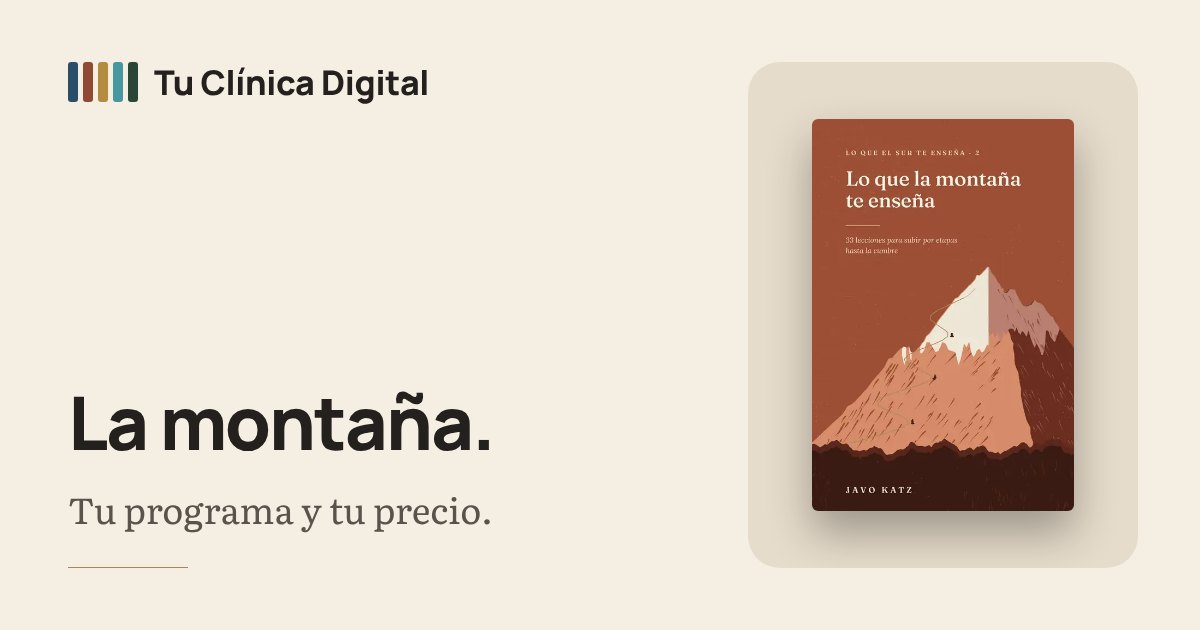 Tu Clínica Digital
La montaña.
Tu programa y tu precio.
LO QUE EL SUR TE ENSEÑA · 2
Lo que la montaña
te enseña
33 lecciones para subir por etapas
hasta la cumbre
JAVO KATZ